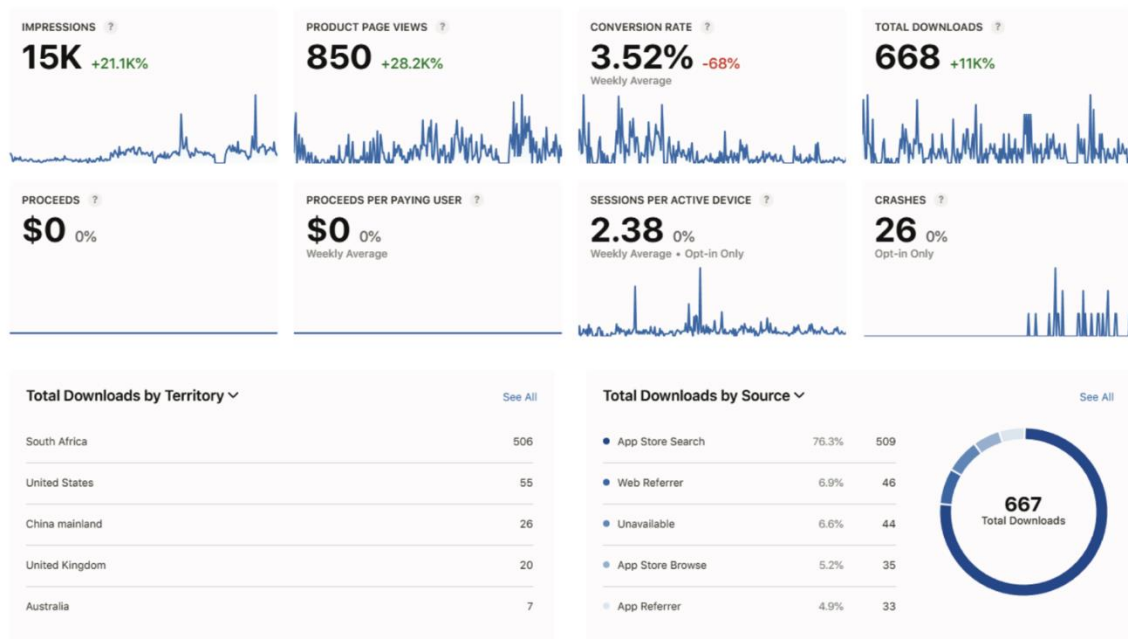 IMPRESSIONS ?
15K +21.1K%
PRODUCT PAGE VIEWS ?
850 +28.2K%
CONVERSION RATE ?
3.52% -68%
Weekly Average
TOTAL DOWNLOADS ?
668 +11K%
PROCEEDS ?
$0 0%
PROCEEDS PER PAYING USER ?
$0 0%
Weekly Average
SESSIONS PER ACTIVE DEVICE ?
2.38 0%
Weekly Average • Opt-in Only
CRASHES ?
26 0%
Opt-in Only
Total Downloads by Territory
See All
South Africa 506
United States 55
China mainland 26
United Kingdom 20
Australia 7
Total Downloads by Source
See All
App Store Search 76.3% 509
Web Referrer 6.9% 46
Unavailable 6.6% 44
App Store Browse 5.2% 35
App Referrer 4.9% 33
667
Total Downloads